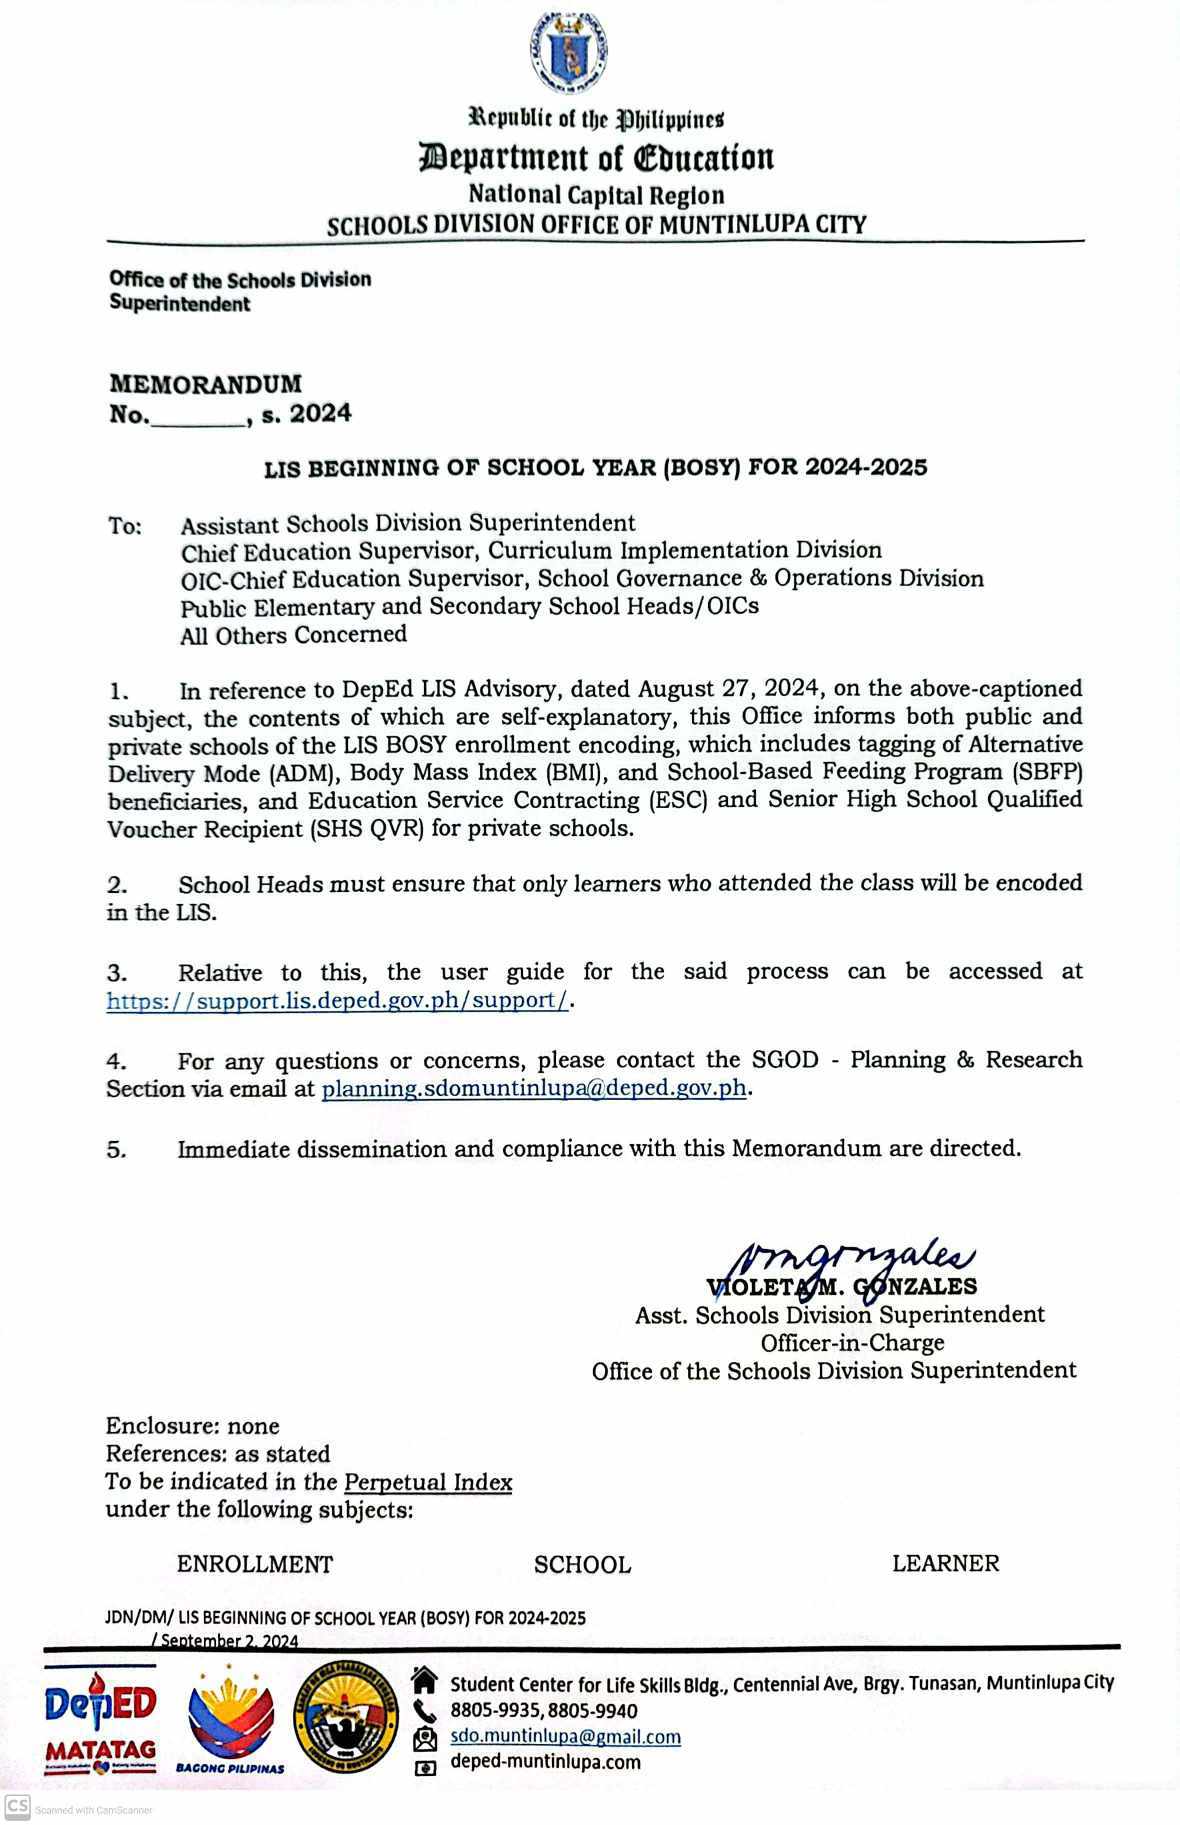 Republic of the Philippines
Department of Education
National Capital Region
SCHOOLS DIVISION OFFICE OF MUNTINLUPA CITY
Office of the Schools Division
Superintendent
MEMORANDUM
No._______, s. 2024
LIS BEGINNING OF SCHOOL YEAR (BOSY) FOR 2024-2025
To: Assistant Schools Division Superintendent
Chief Education Supervisor, Curriculum Implementation Division
OIC-Chief Education Supervisor, School Governance & Operations Division
Public Elementary and Secondary School Heads/OICs
All Others Concerned
1. In reference to DepEd LIS Advisory, dated August 27, 2024, on the above-captioned
subject, the contents of which are self-explanatory, this Office informs both public and
private schools of the LIS BOSY enrollment encoding, which includes tagging of Alternative
Delivery Mode (ADM), Body Mass Index (BMI), and School-Based Feeding Program (SBFP)
beneficiaries, and Education Service Contracting (ESC) and Senior High School Qualified
Voucher Recipient (SHS QVR) for private schools.
2. School Heads must ensure that only learners who attended the class will be encoded
in the LIS.
3. Relative to this, the user guide for the said process can be accessed at
https://support.lis.deped.gov.ph/support/.
4. For any questions or concerns, please contact the SGOD - Planning & Research
Section via email at planning.sdomuntinlupa@deped.gov.ph.
5. Immediate dissemination and compliance with this Memorandum are directed.
vmgonzales
VIOLETA M. GONZALES
Asst. Schools Division Superintendent
Officer-in-Charge
Office of the Schools Division Superintendent
Enclosure: none
References: as stated
To be indicated in the Perpetual Index
under the following subjects:
ENROLLMENT SCHOOL LEARNER
JDN/DM/ LIS BEGINNING OF SCHOOL YEAR (BOSY) FOR 2024-2025
/ September 2, 2024
DepED
MATATAG
BAGONG PILIPINAS
Student Center for Life Skills Bldg., Centennial Ave, Brgy. Tunasan, Muntinlupa City
8805-9935, 8805-9940
sdo.muntinlupa@gmail.com
deped-muntinlupa.com
CS Scanned with CamScanner